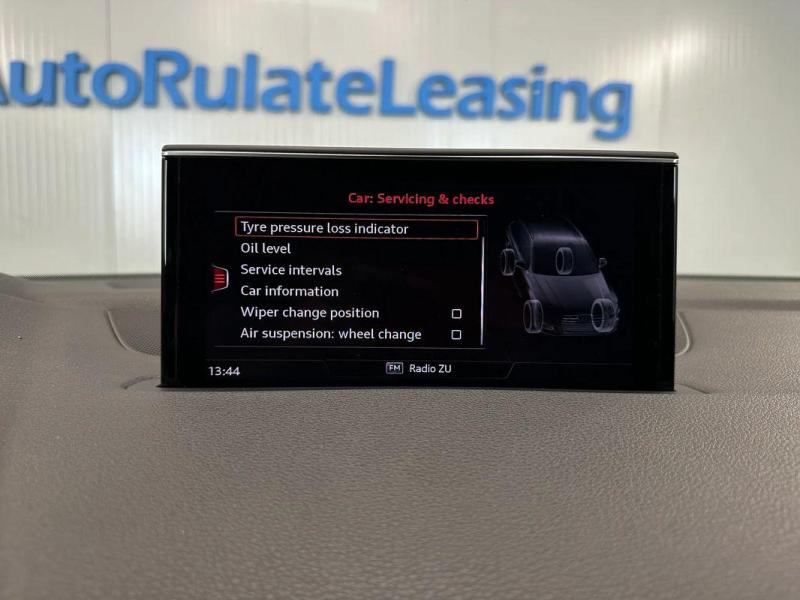 AutoRulateLeasing
Car: Servicing & checks
Tyre pressure loss indicator
Oil level
Service intervals
Car information
Wiper change position
Air suspension: wheel change
13:44
FM Radio ZU